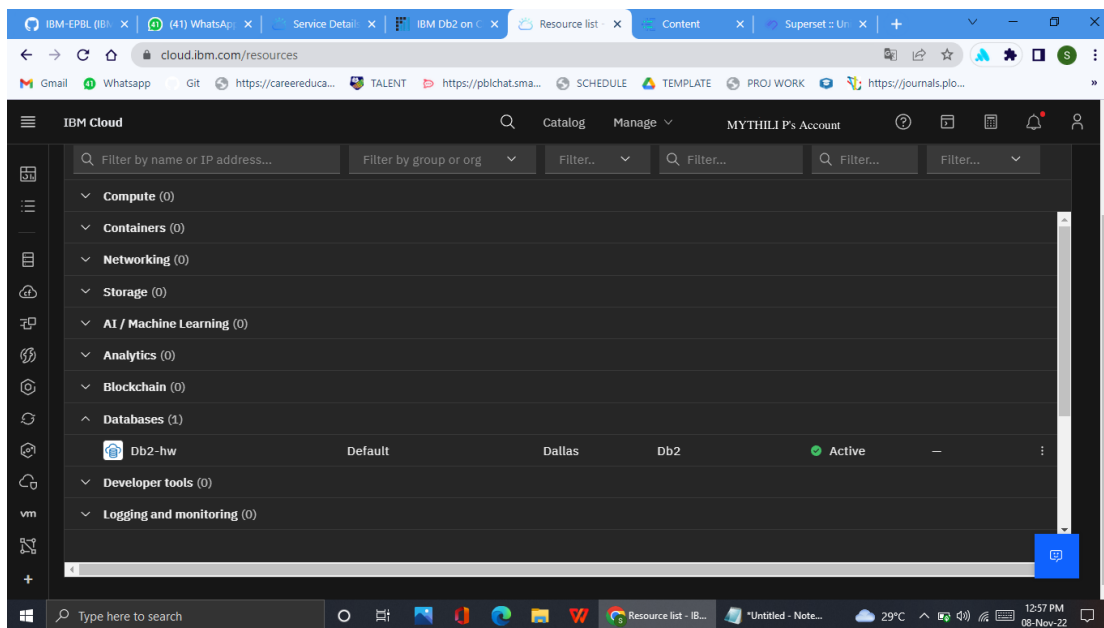 IBM-EPBL (IBM
(41) WhatsApp
Service Details
IBM Db2 on C
Resource list -
Content
Superset :: Un
cloud.ibm.com/resources
S
Gmail
Whatsapp
Git
https://careereduca...
TALENT
https://pblchat.sma...
SCHEDULE
TEMPLATE
PROJ WORK
https://journals.plo...
»
IBM Cloud
Catalog
Manage
MYTHILI P's Account
Filter by name or IP address...
Filter by group or org
Filter..
Filter...
Filter...
Filter...
Compute (0)
Containers (0)
Networking (0)
Storage (0)
AI / Machine Learning (0)
Analytics (0)
Blockchain (0)
Databases (1)
Db2-hw
Default
Dallas
Db2
Active
—
Developer tools (0)
Logging and monitoring (0)
cf
vm
Type here to search
Resource list - IB...
*Untitled - Note...
29°C
12:57 PM
08-Nov-22